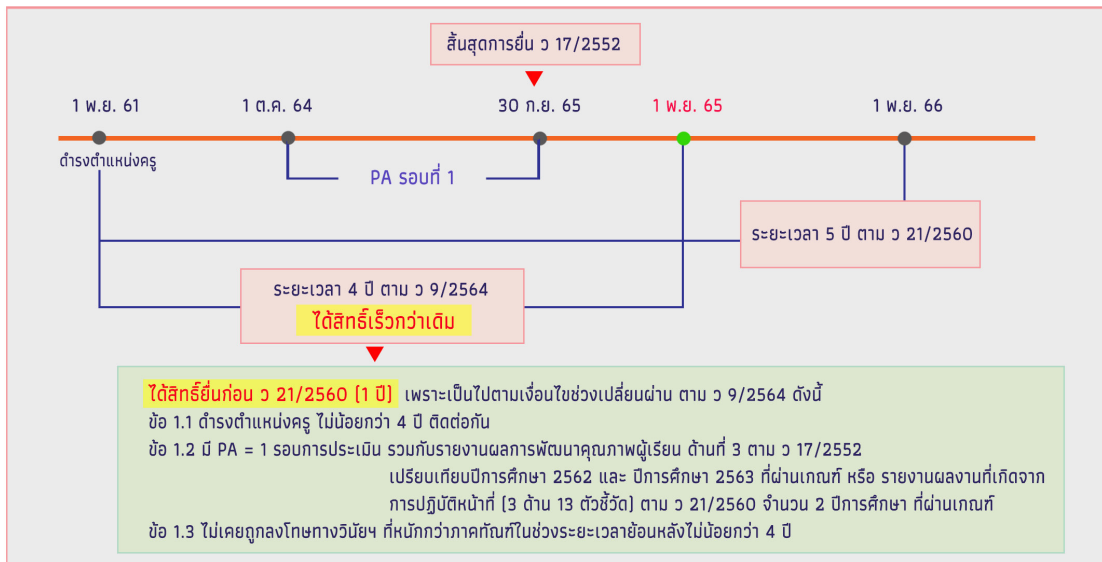 สิ้นสุดการยื่น ว 17/2552
1 พ.ย. 61 1 ต.ค. 64 30 ก.ย. 65 1 พ.ย. 65 1 พ.ย. 66
ดำรงตำแหน่งครู
PA รอบที่ 1
ระยะเวลา 5 ปี ตาม ว 21/2560
ระยะเวลา 4 ปี ตาม ว 9/2564
ได้สิทธิ์เร็วกว่าเดิม
ได้สิทธิ์ยื่นก่อน ว 21/2560 (1 ปี) เพราะเป็นไปตามเงื่อนไขช่วงเปลี่ยนผ่าน ตาม ว 9/2564 ดังนี้
ข้อ 1.1 ดำรงตำแหน่งครู ไม่น้อยกว่า 4 ปี ติดต่อกัน
ข้อ 1.2 มี PA = 1 รอบการประเมิน รวมกับรายงานผลการพัฒนาคุณภาพผู้เรียน ด้านที่ 3 ตาม ว 17/2552
เปรียบเทียบปีการศึกษา 2562 และ ปีการศึกษา 2563 ที่ผ่านเกณฑ์ หรือ รายงานผลงานที่เกิดจาก
การปฏิบัติหน้าที่ (3 ด้าน 13 ตัวชี้วัด) ตาม ว 21/2560 จำนวน 2 ปีการศึกษา ที่ผ่านเกณฑ์
ข้อ 1.3 ไม่เคยถูกลงโทษทางวินัยฯ ที่หนักกว่าภาคทัณฑ์ในช่วงระยะเวลาย้อนหลังไม่น้อยกว่า 4 ปี